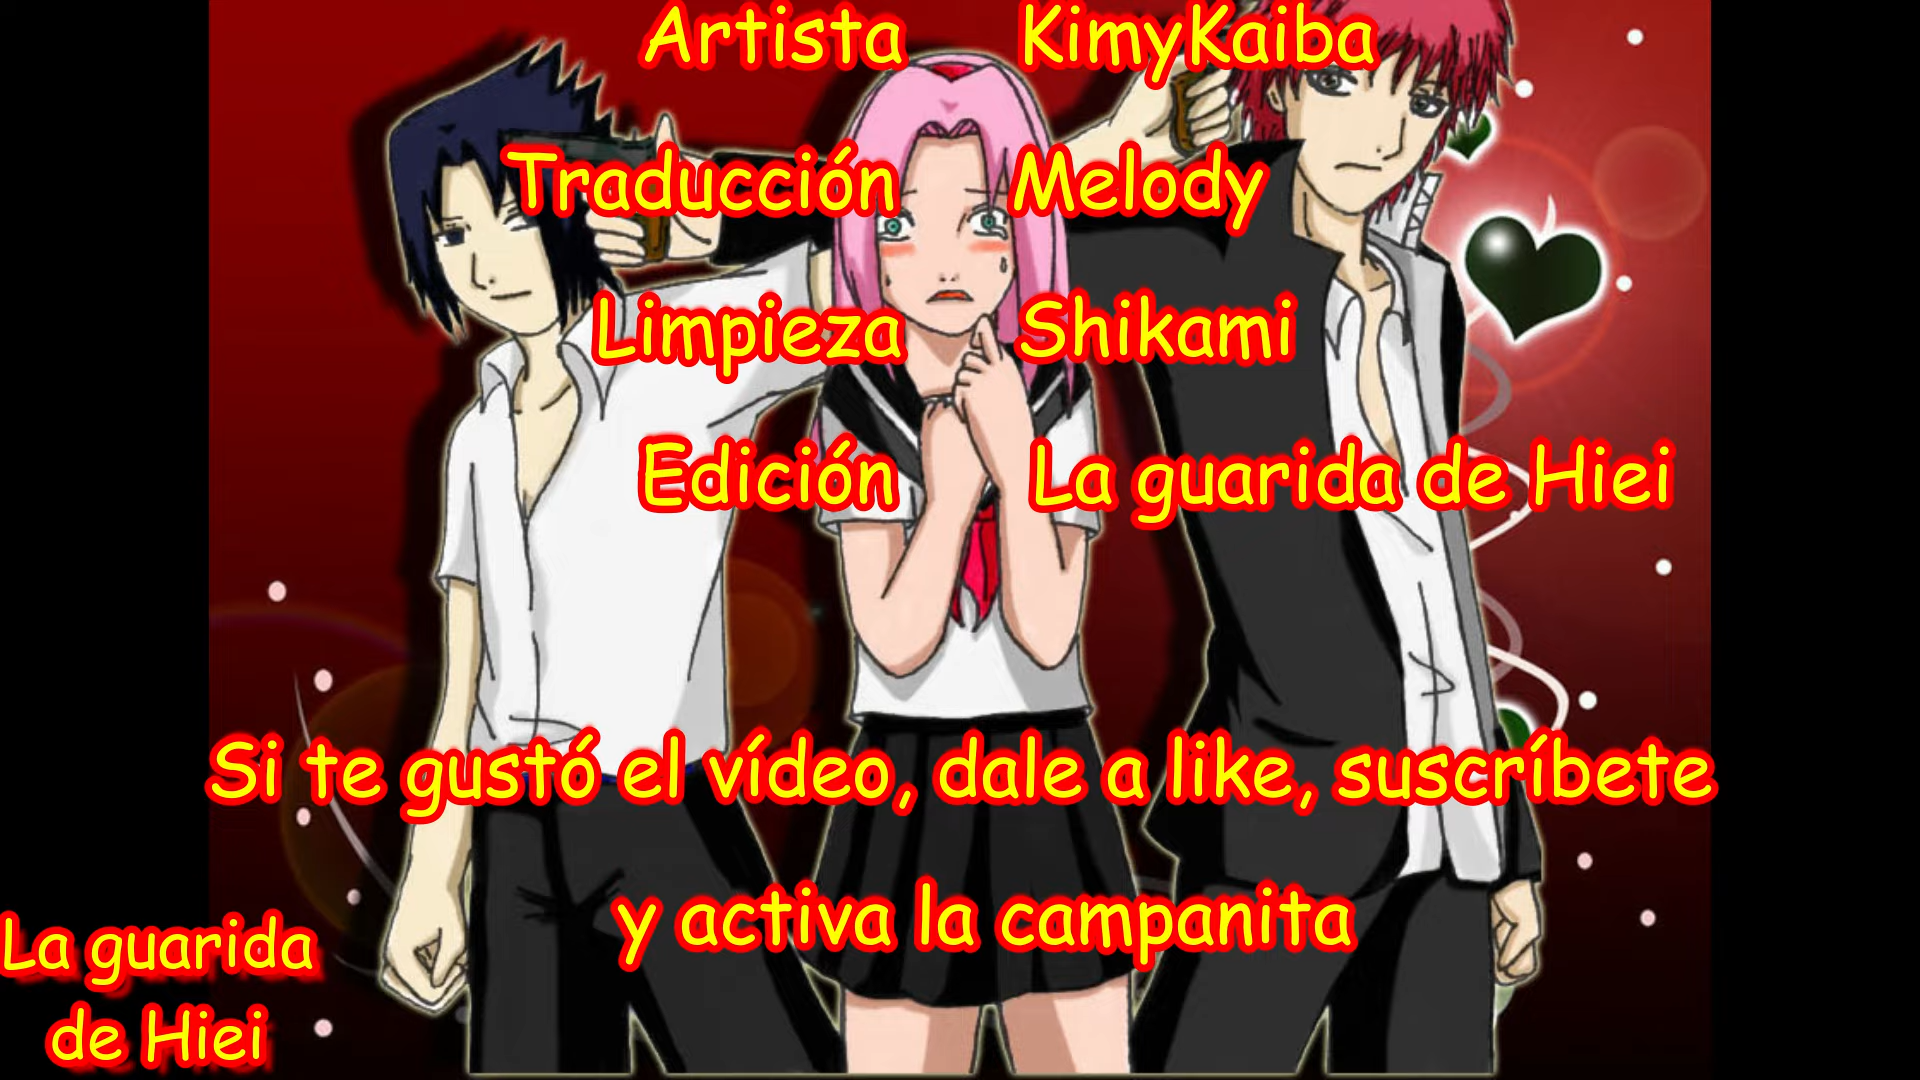 Artista KimyKaiba
Traducción Melody
Limpieza Shikami
Edición La guarida de Hiei
Si te gustó el vídeo, dale a like, suscríbete
y activa la campanita
La guarida
de Hiei